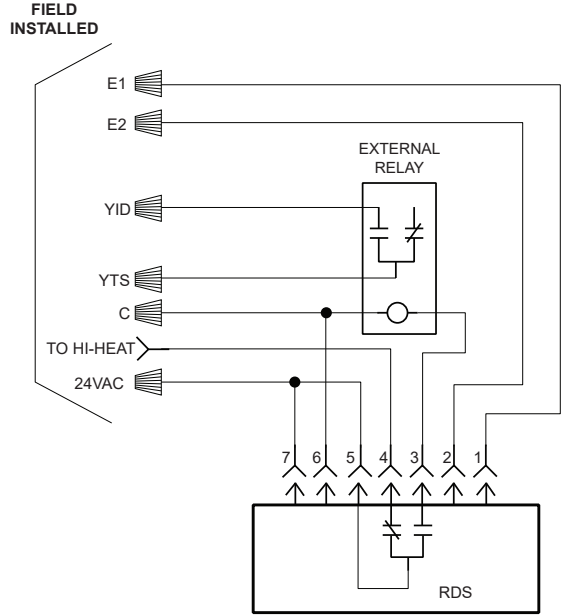 FIELD
INSTALLED
E1
E2
EXTERNAL
RELAY
YID
YTS
C
TO HI-HEAT
24VAC
7 6 5 4 3 2 1
RDS